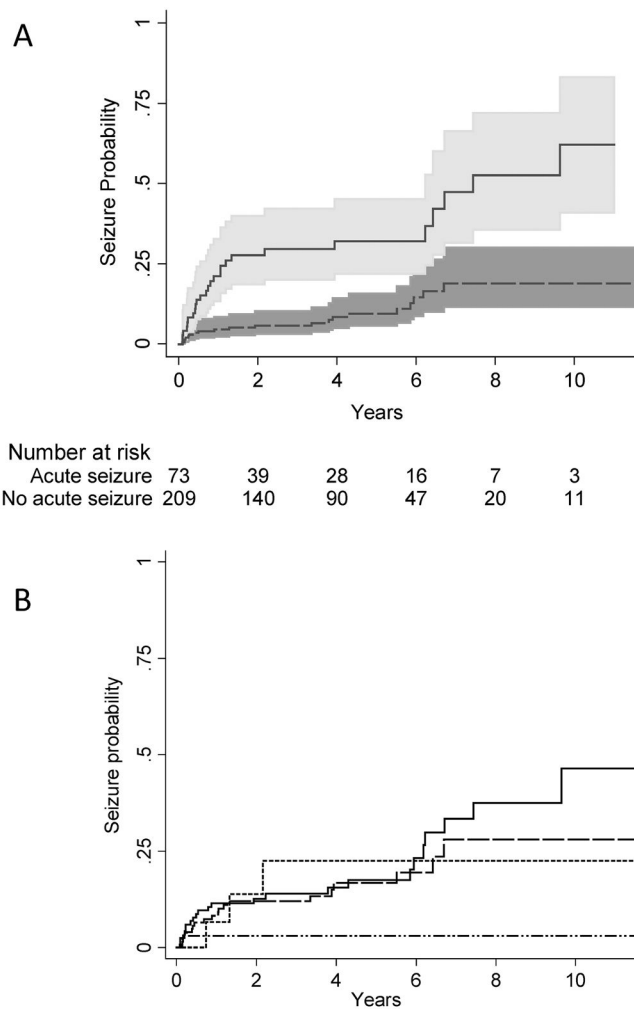 A
Seizure Probability
1
.75
.5
.25
0
0 2 4 6 8 10
Years
Number at risk
Acute seizure 73 39 28 16 7 3
No acute seizure 209 140 90 47 20 11
B
Seizure probability
1
.75
.5
.25
0
0 2 4 6 8 10
Years